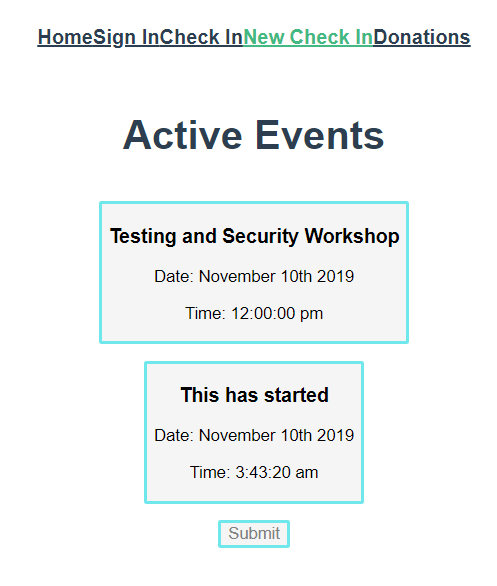 HomeSign InCheck InNew Check InDonations
Active Events
Testing and Security Workshop
Date: November 10th 2019
Time: 12:00:00 pm
This has started
Date: November 10th 2019
Time: 3:43:20 am
Submit